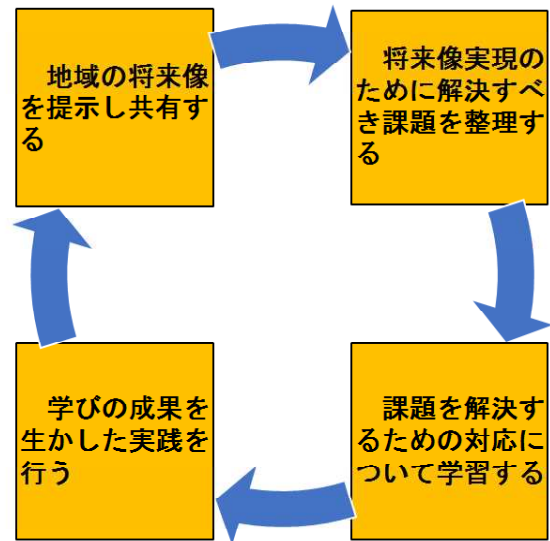 地域の将来像
を提示し共有す
る
将来像実現の
ために解決すべ
き課題を整理す
る
課題を解決す
るための対応に
ついて学習する
学びの成果を
生かした実践を
行う